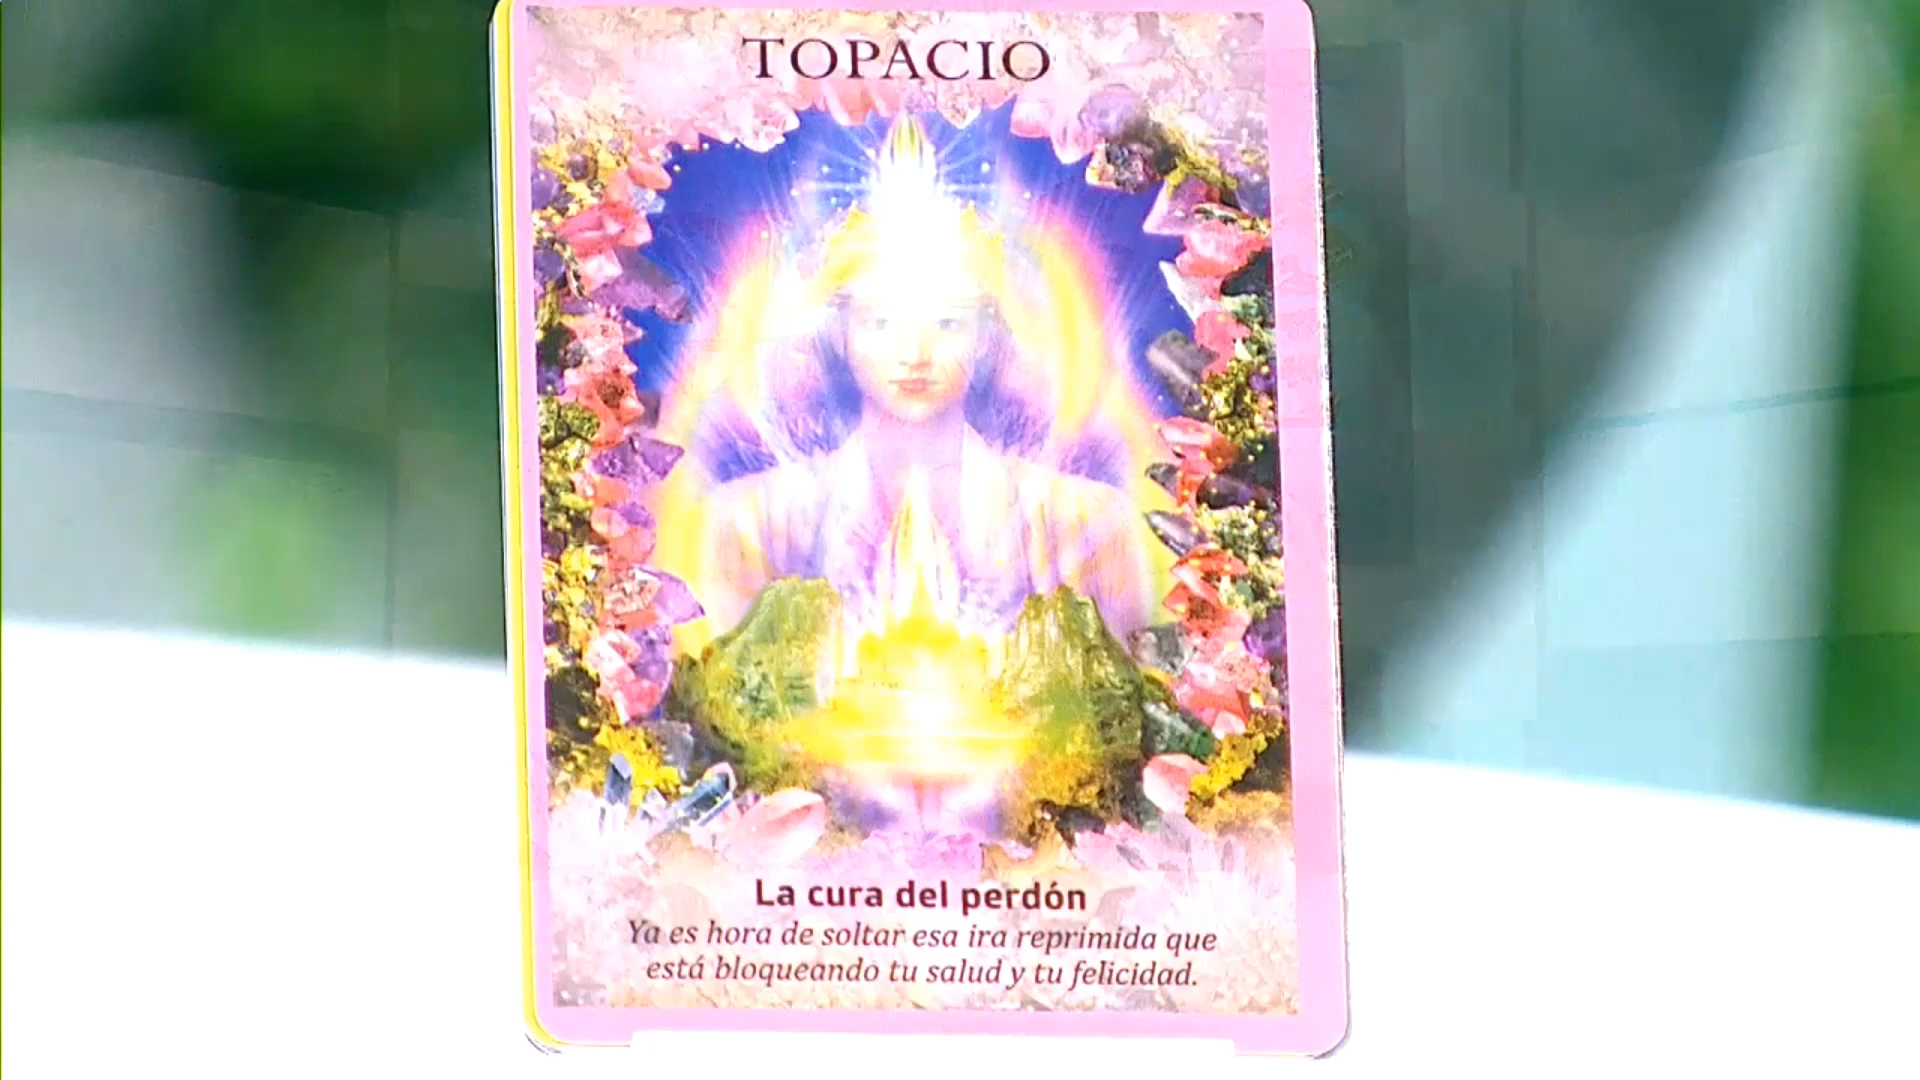 TOPACIO
La cura del perdón
Ya es hora de soltar esa ira reprimida que
está bloqueando tu salud y tu felicidad.